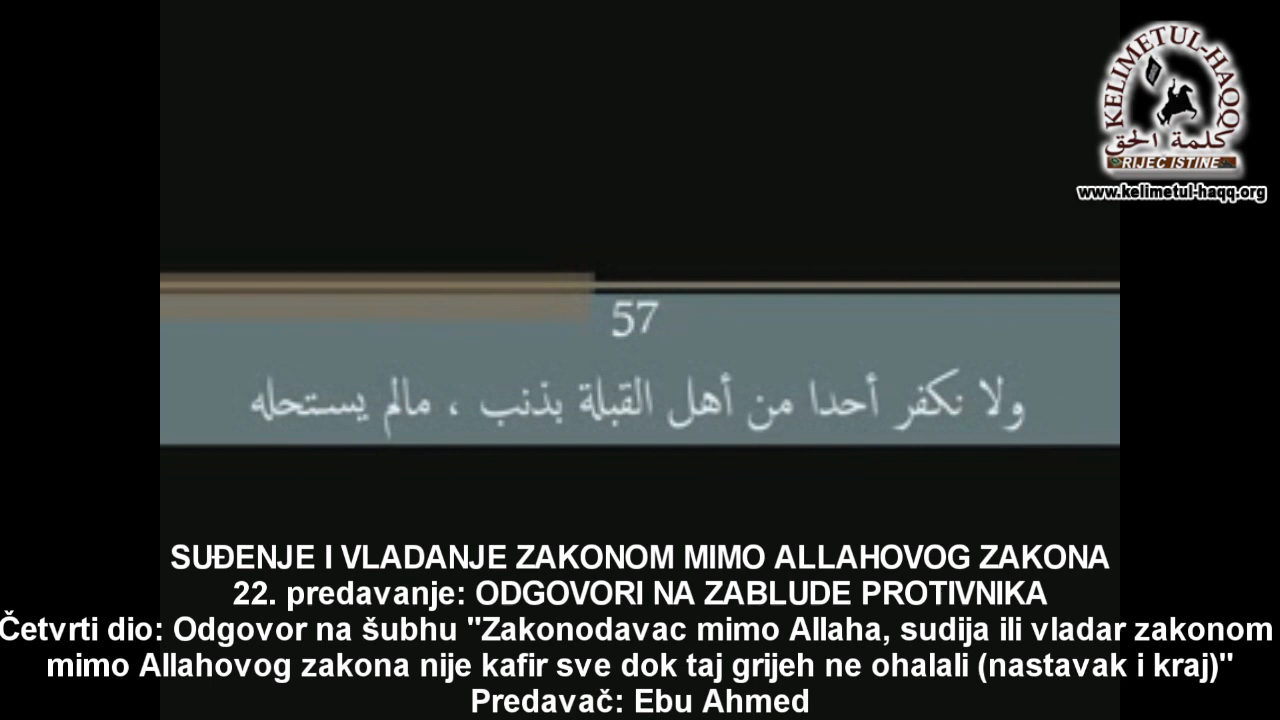 KELIMETUL-HAQQ
كلمة الحق
RIJEC ISTINE
www.kelimetul-haqq.org
57
ولا نكفر أحدا من أهل القبلة بذنب ، مالم يستحله
SUĐENJE I VLADANJE ZAKONOM MIMO ALLAHOVOG ZAKONA
22. predavanje: ODGOVORI NA ZABLUDE PROTIVNIKA
Četvrti dio: Odgovor na šubhu "Zakonodavac mimo Allaha, sudija ili vladar zakonom
mimo Allahovog zakona nije kafir sve dok taj grijeh ne ohalali (nastavak i kraj)"
Predavač: Ebu Ahmed